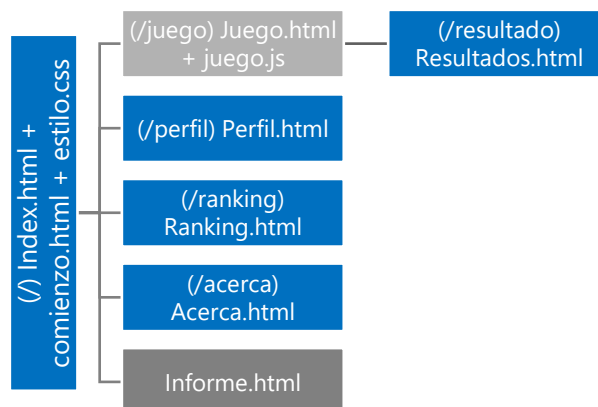 (/) Index.html +
comienzo.html + estilo.css
(/juego) Juego.html
+ juego.js
(/resultado)
Resultados.html
(/perfil) Perfil.html
(/ranking)
Ranking.html
(/acerca)
Acerca.html
Informe.html